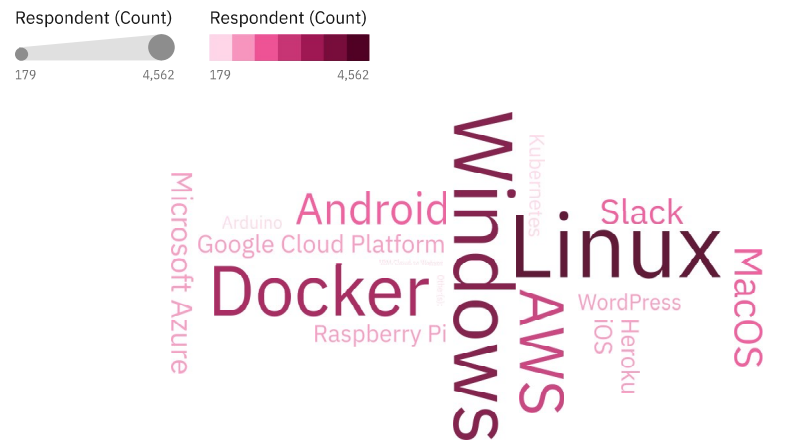 Respondent (Count)
Respondent (Count)
179
4,562
179
4,562
Microsoft Azure
Arduino
Android
Google Cloud Platform
Docker
Raspberry Pi
Windows
Kubernetes
Linux
Slack
AWS
WordPress
iOS
Heroku
MacOS